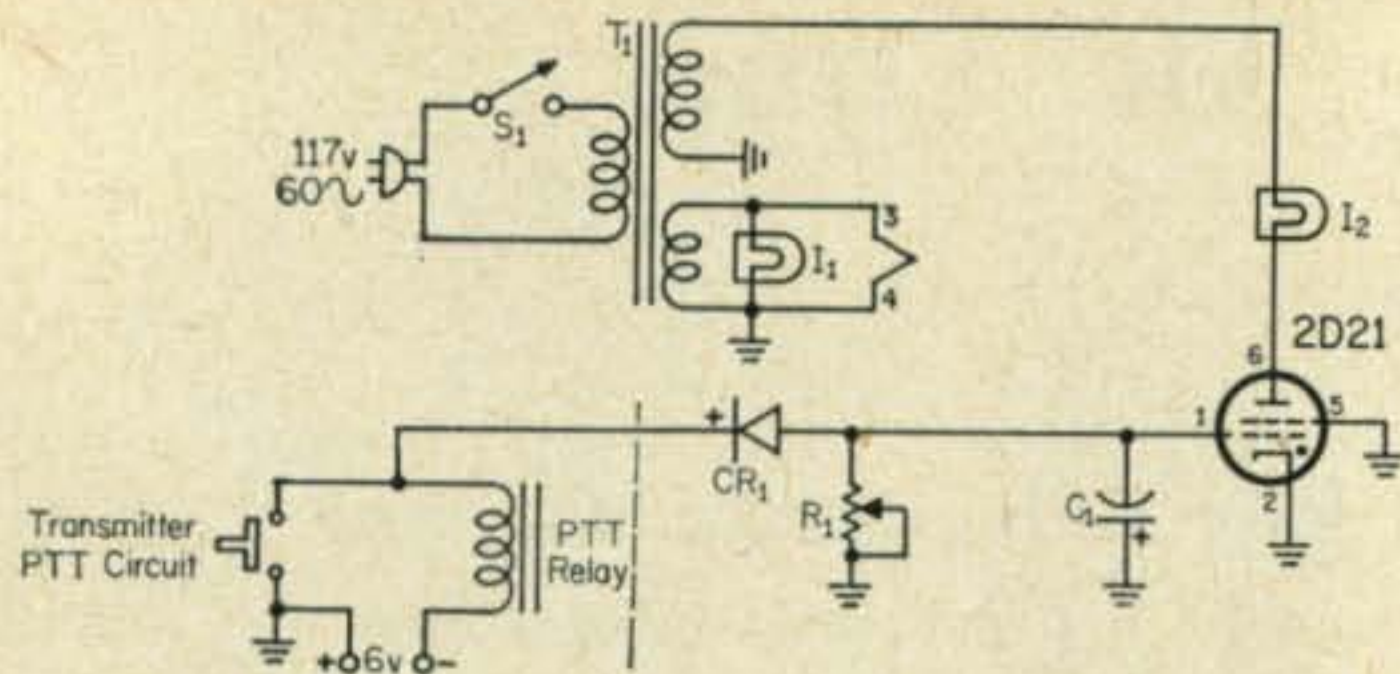 T₁
S₁
117v
60∿
3
I₁
4
I₂
2D21
6
1
5
2
+
CR₁
R₁
C₁
+
Transmitter
PTT Circuit
PTT
Relay
+ 6v -